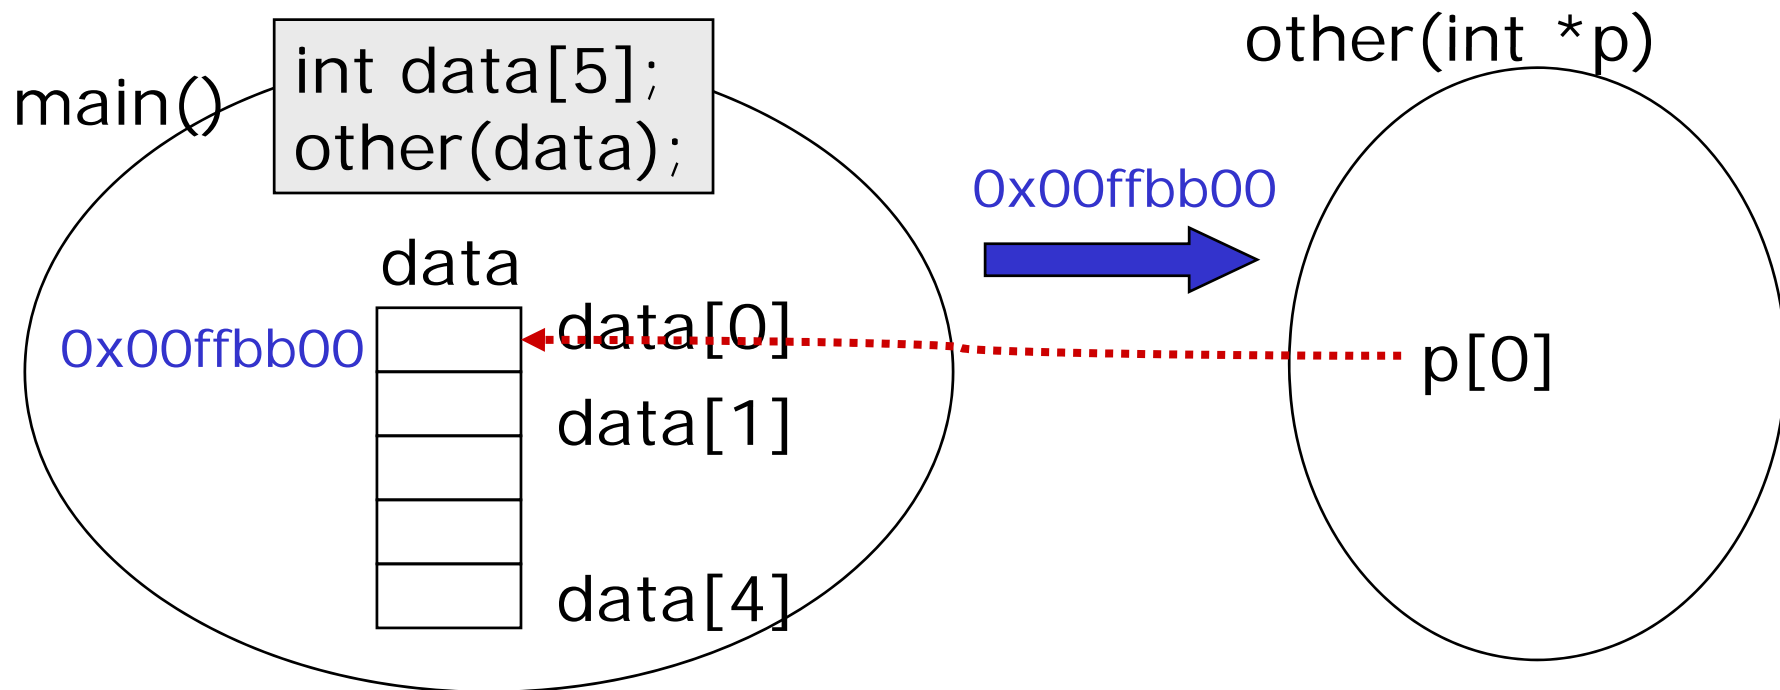 main()
int data[5];
other(data);
other(int *p)
0x00ffbb00
data
0x00ffbb00
data[0]
p[0]
data[1]
data[4]